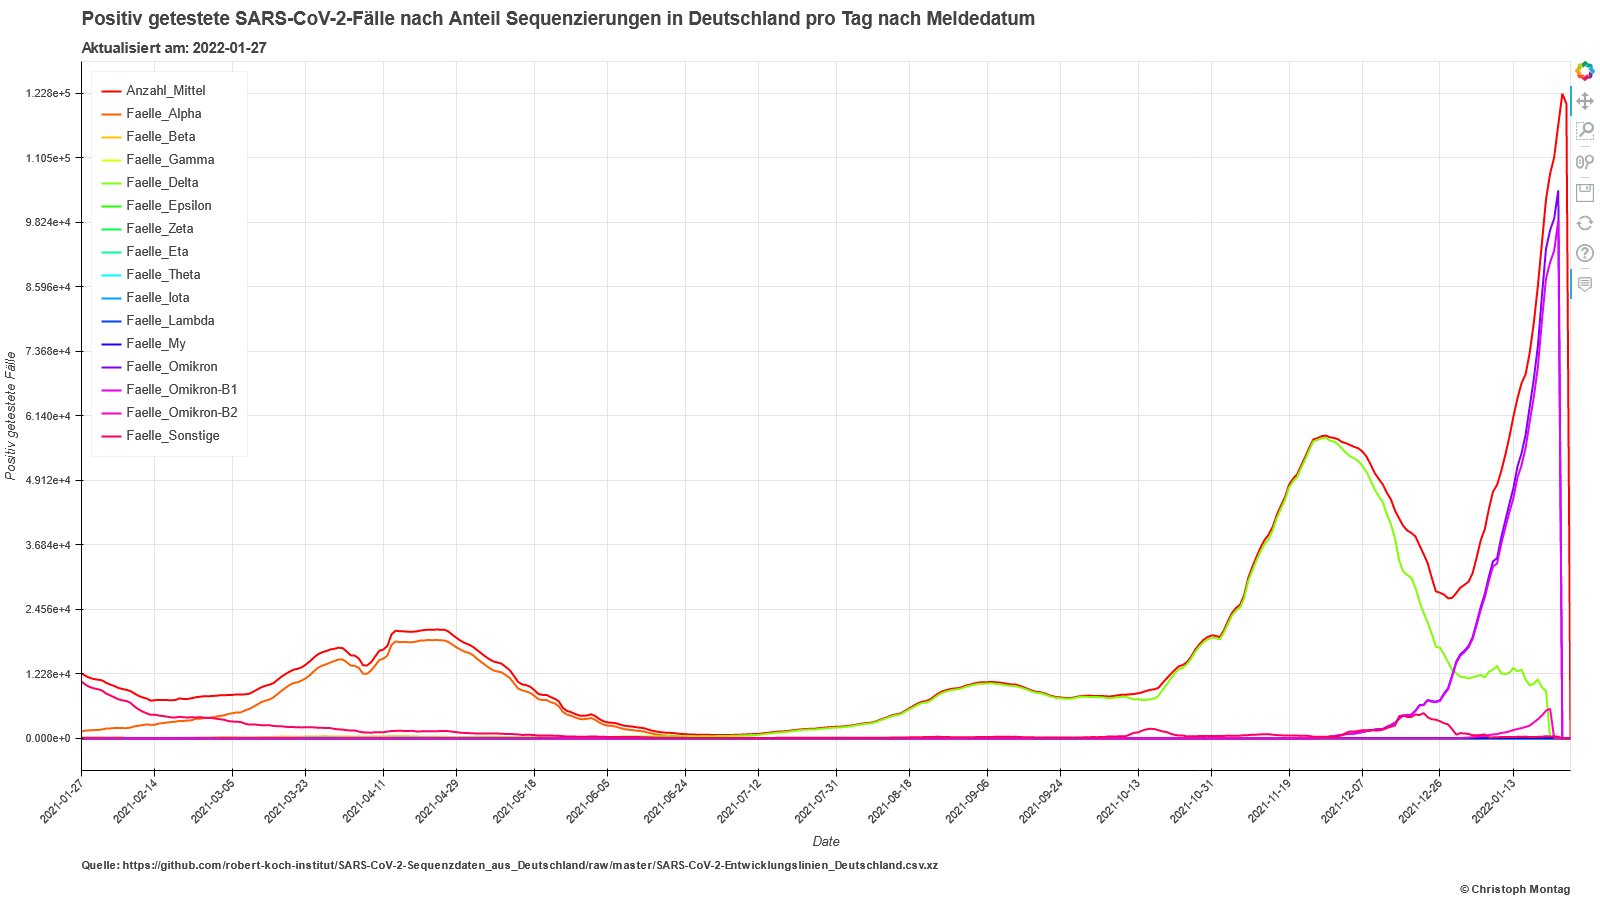 Positiv getestete SARS-CoV-2-Fälle nach Anteil Sequenzierungen in Deutschland pro Tag nach Meldedatum
Aktualisiert am: 2022-01-27
Anzahl_Mittel
Faelle_Alpha
Faelle_Beta
Faelle_Gamma
Faelle_Delta
Faelle_Epsilon
Faelle_Zeta
Faelle_Eta
Faelle_Theta
Faelle_Iota
Faelle_Lambda
Faelle_My
Faelle_Omikron
Faelle_Omikron-B1
Faelle_Omikron-B2
Faelle_Sonstige
Positiv getestete Fälle
1.228e+5
1.105e+5
9.824e+4
8.596e+4
7.368e+4
6.140e+4
4.912e+4
3.684e+4
2.456e+4
1.228e+4
0.000e+0
2021-01-27
2021-02-14
2021-03-05
2021-03-23
2021-04-11
2021-04-29
2021-05-18
2021-06-05
2021-06-24
2021-07-12
2021-07-31
2021-08-18
2021-09-06
2021-09-24
2021-10-13
2021-10-31
2021-11-19
2021-12-07
2021-12-26
2022-01-13
Date
Quelle: https://github.com/robert-koch-institut/SARS-CoV-2-Sequenzdaten_aus_Deutschland/raw/master/SARS-CoV-2-Entwicklungslinien_Deutschland.csv.xz
© Christoph Montag